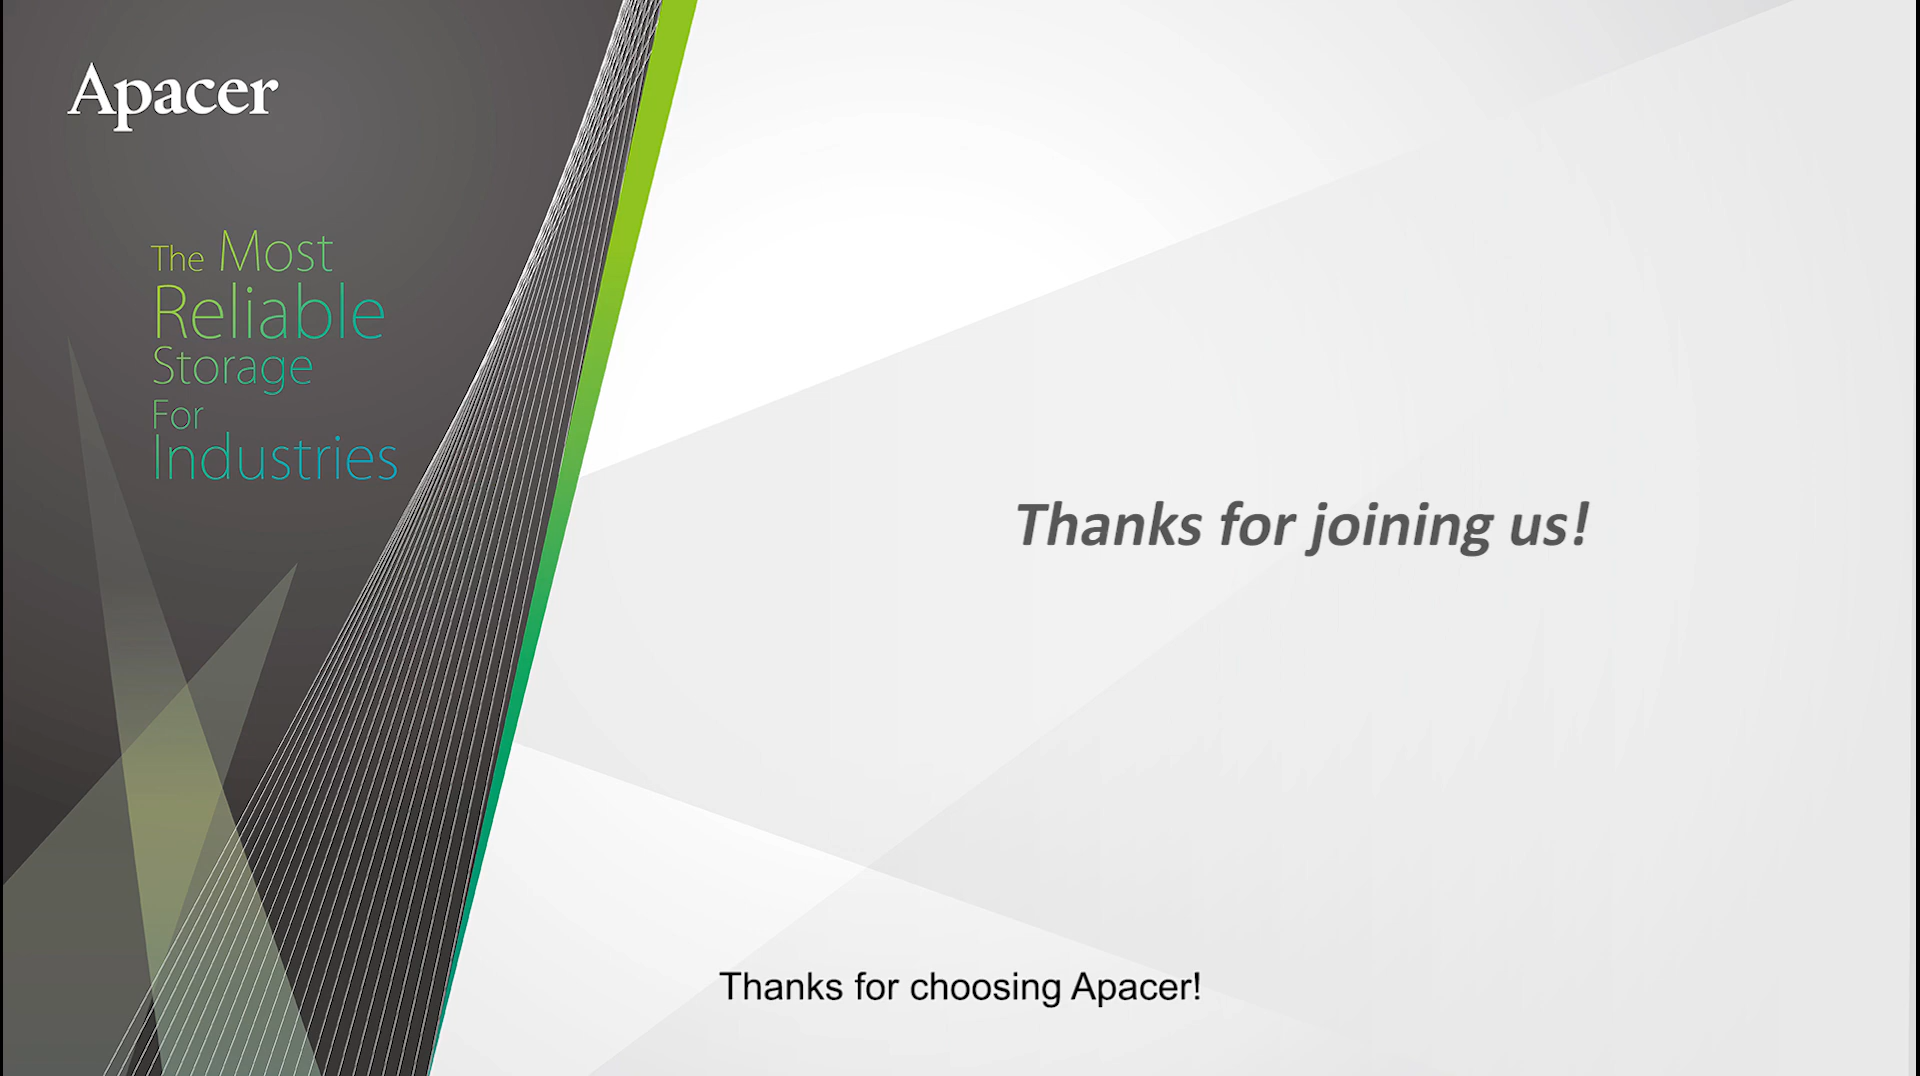 Apacer
The Most
Reliable
Storage
For
Industries
Thanks for joining us!
Thanks for choosing Apacer!